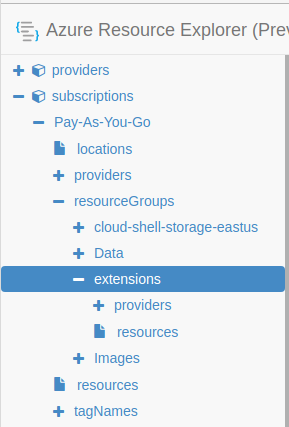 Azure Resource Explorer (Prev
providers
subscriptions
Pay-As-You-Go
locations
providers
resourceGroups
cloud-shell-storage-eastus
Data
extensions
providers
resources
Images
resources
tagNames